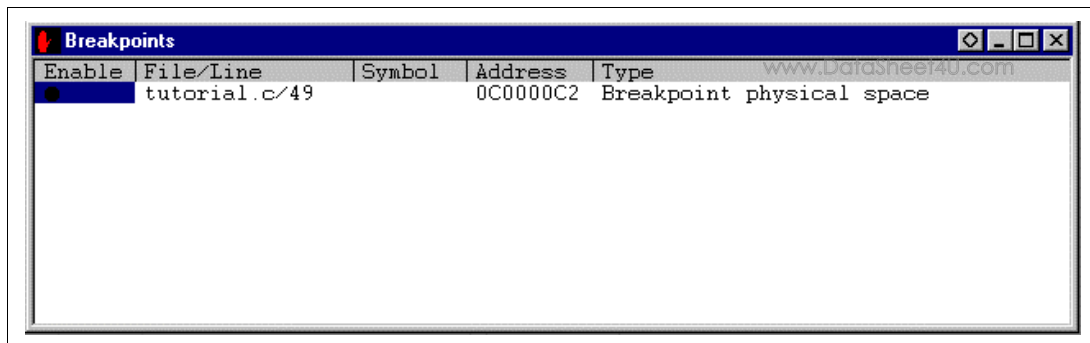 Breakpoints
Enable File/Line Symbol Address Type www.DataSheet4U.com
tutorial.c/49 0C0000C2 Breakpoint physical space